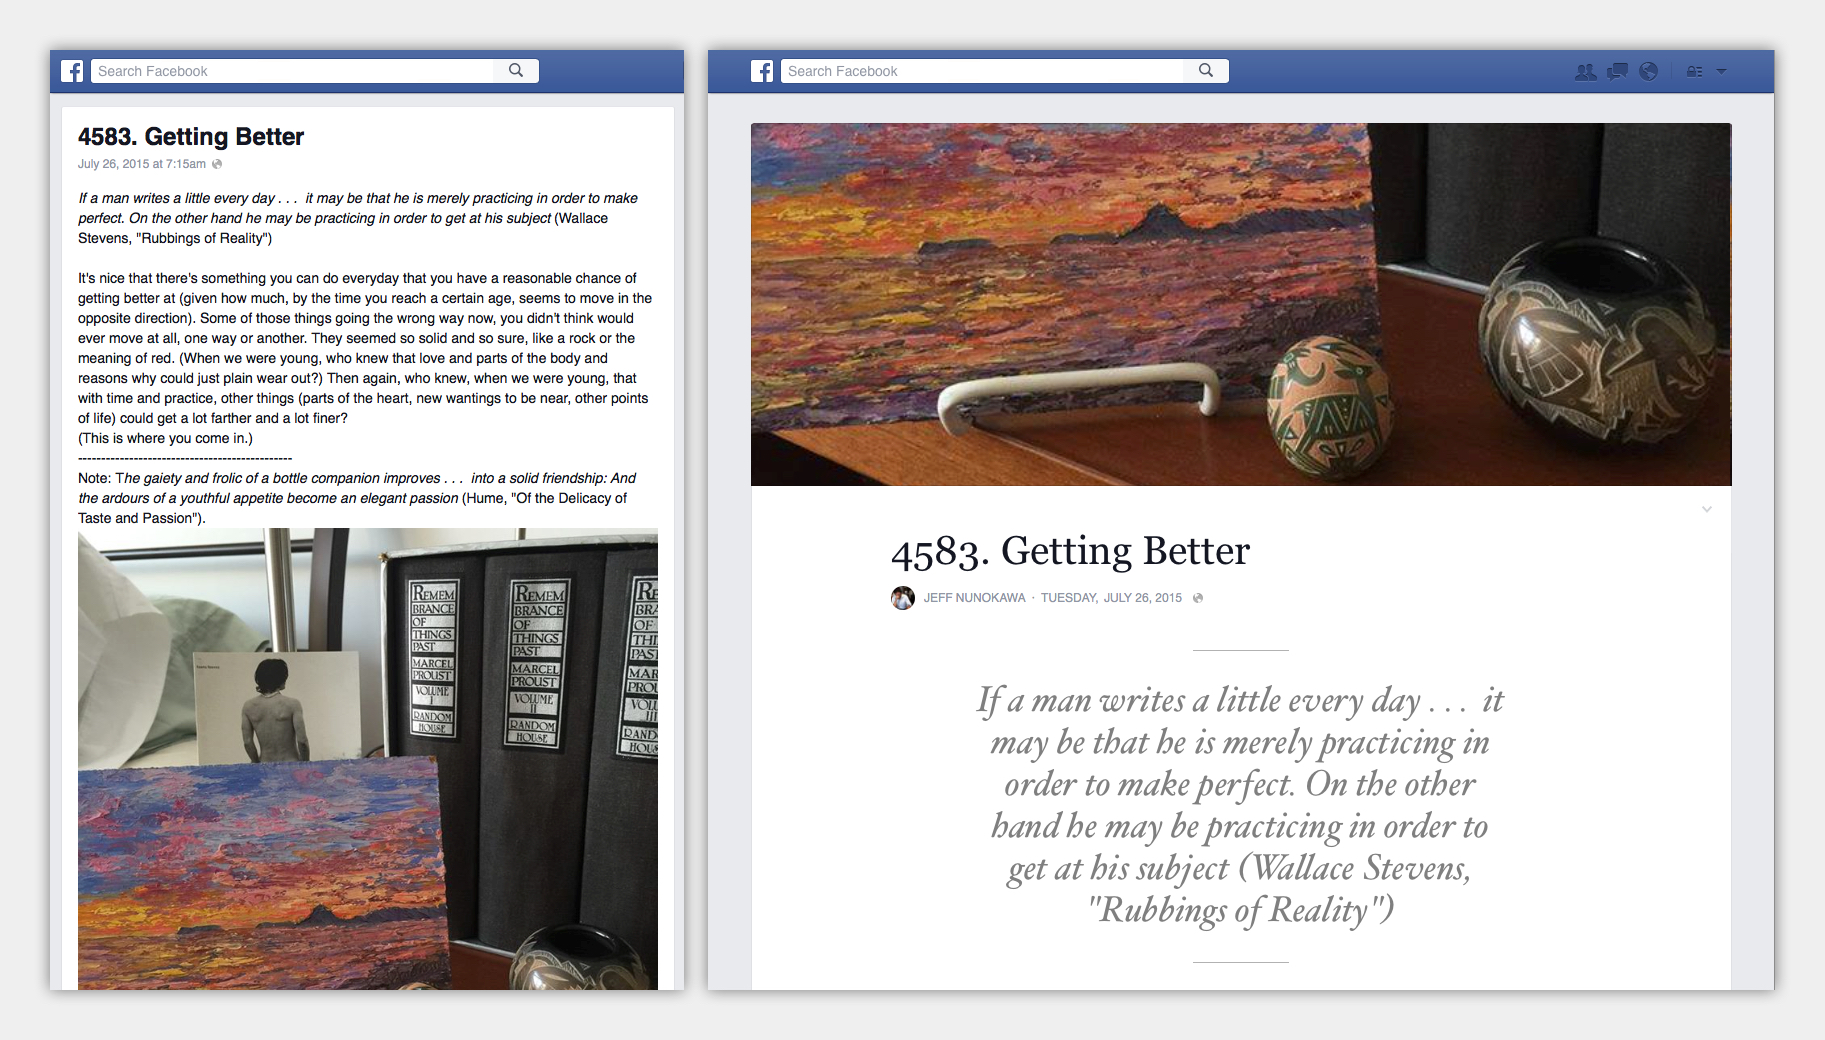 Search Facebook
4583. Getting Better
July 26, 2015 at 7:15am
If a man writes a little every day . . .  it may be that he is merely practicing in order to make
perfect. On the other hand he may be practicing in order to get at his subject (Wallace
Stevens, "Rubbings of Reality")
It's nice that there's something you can do everyday that you have a reasonable chance of
getting better at (given how much, by the time you reach a certain age, seems to move in the
opposite direction). Some of those things going the wrong way now, you didn't think would
ever move at all, one way or another. They seemed so solid and so sure, like a rock or the
meaning of red. (When we were young, who knew that love and parts of the body and
reasons why could just plain wear out?) Then again, who knew, when we were young, that
with time and practice, other things (parts of the heart, new wantings to be near, other points
of life) could get a lot farther and a lot finer?
(This is where you come in.)
----------------------------------------------
Note: The gaiety and frolic of a bottle companion improves . . .  into a solid friendship: And
the ardours of a youthful appetite become an elegant passion (Hume, "Of the Delicacy of
Taste and Passion").
REMEM
BRANCE
OF
THINGS
PAST
MARCEL
PROUST
VOLUME
I
RANDOM
HOUSE
REMEM
BRANCE
OF
THINGS
PAST
MARCEL
PROUST
VOLUME
II
RANDOM
HOUSE
RE
BRA
OF
THI
PAS
MAR
PROU
VOLU
III
RAND
HOUS
Search Facebook
4583. Getting Better
JEFF NUNOKAWA · TUESDAY, JULY 26, 2015
If a man writes a little every day . . .  it
may be that he is merely practicing in
order to make perfect. On the other
hand he may be practicing in order to
get at his subject (Wallace Stevens,
"Rubbings of Reality")